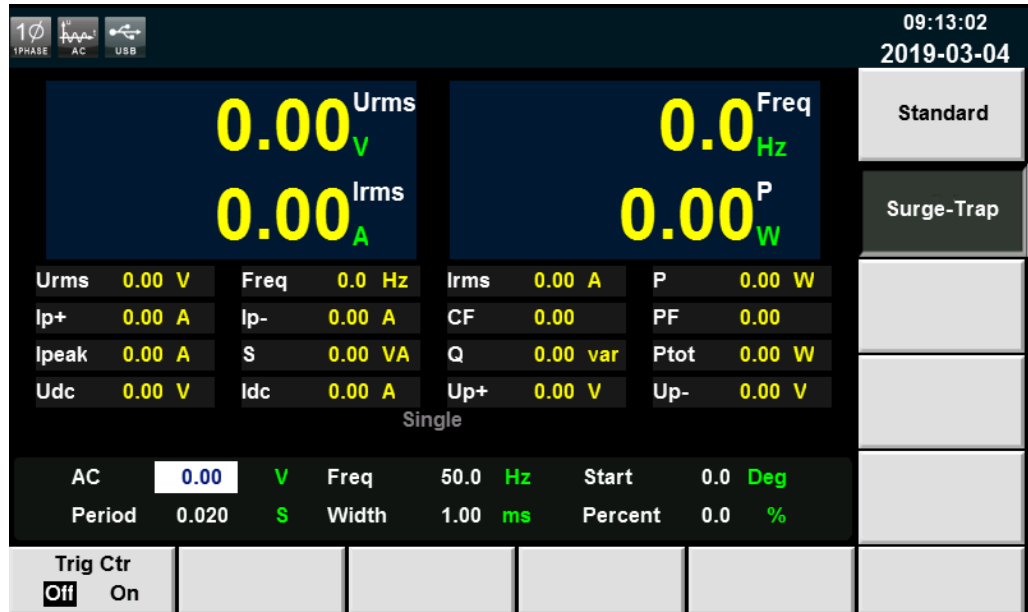 1Ø U t 09:13:02
1PHASE AC USB 2019-03-04
0.00 Urms V 0.0 Freq Hz Standard
0.00 Irms A 0.00 P W Surge-Trap
Urms 0.00 V Freq 0.0 Hz Irms 0.00 A P 0.00 W
Ip+ 0.00 A Ip- 0.00 A CF 0.00 PF 0.00
Ipeak 0.00 A S 0.00 VA Q 0.00 var Ptot 0.00 W
Udc 0.00 V Idc 0.00 A Up+ 0.00 V Up- 0.00 V
Single
AC 0.00 V Freq 50.0 Hz Start 0.0 Deg
Period 0.020 S Width 1.00 ms Percent 0.0 %
Trig Ctr
Off On